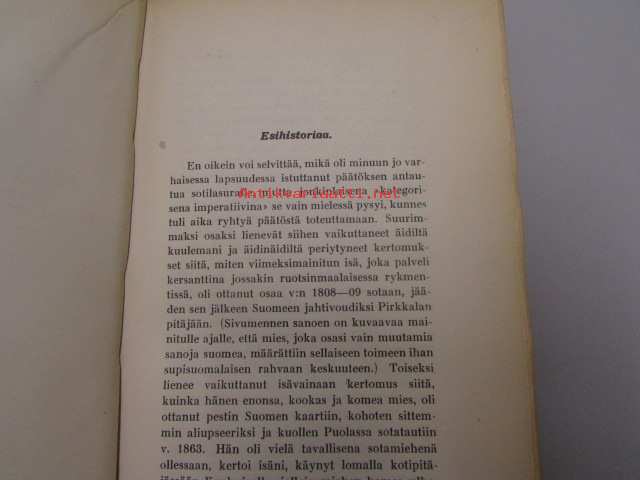 Esihistoriaa.
En oikein voi selvittää, mikä oli minuun jo var-
haisessa lapsuudessa istuttanut päätöksen antau-
tua sotilasuralle, mutta jonkinlaisena »kategori-
Antikvariaatti.net
sena imperatiivina» se vain mielessä pysyi, kunnes
tuli aika ryhtyä päätöstä toteuttamaan. Suurim-
maksi osaksi lienevät siihen vaikuttaneet äidiltä
kuulemani ja äidinäidiltä periytyneet kertomuk-
set siitä, miten viimeksimainitun isä, joka palveli
kersanttina jossakin ruotsinmaalaisessa rykmen-
tissä, oli ottanut osaa v:n 1808—09 sotaan, jää-
den sen jälkeen Suomeen jahtivoudiksi Pirkkalan
pitäjään. (Sivumennen sanoen on kuvaavaa mai-
nitulle ajalle, että mies, joka osasi vain muutamia
sanoja suomea, määrättiin sellaiseen toimeen ihan
supisuomalaisen rahvaan keskuuteen.) Toiseksi
lienee vaikuttanut isävainaan kertomus siitä,
kuinka hänen enonsa, kookas ja komea mies, oli
ottanut pestin Suomen kaartiin, kohoten sittem-
min aliupseeriksi ja kuollen Puolassa sotatautiin
v. 1863. Hän oli vielä tavallisena sotamiehenä
ollessaan, kertoi isäni, käynyt lomalla kotipitä-